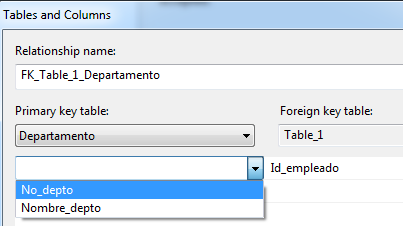 Tables and Columns
Relationship name:
FK_Table_1_Departamento
Primary key table:
Foreign key table:
Departamento
Table_1
Id_empleado
No_depto
Nombre_depto